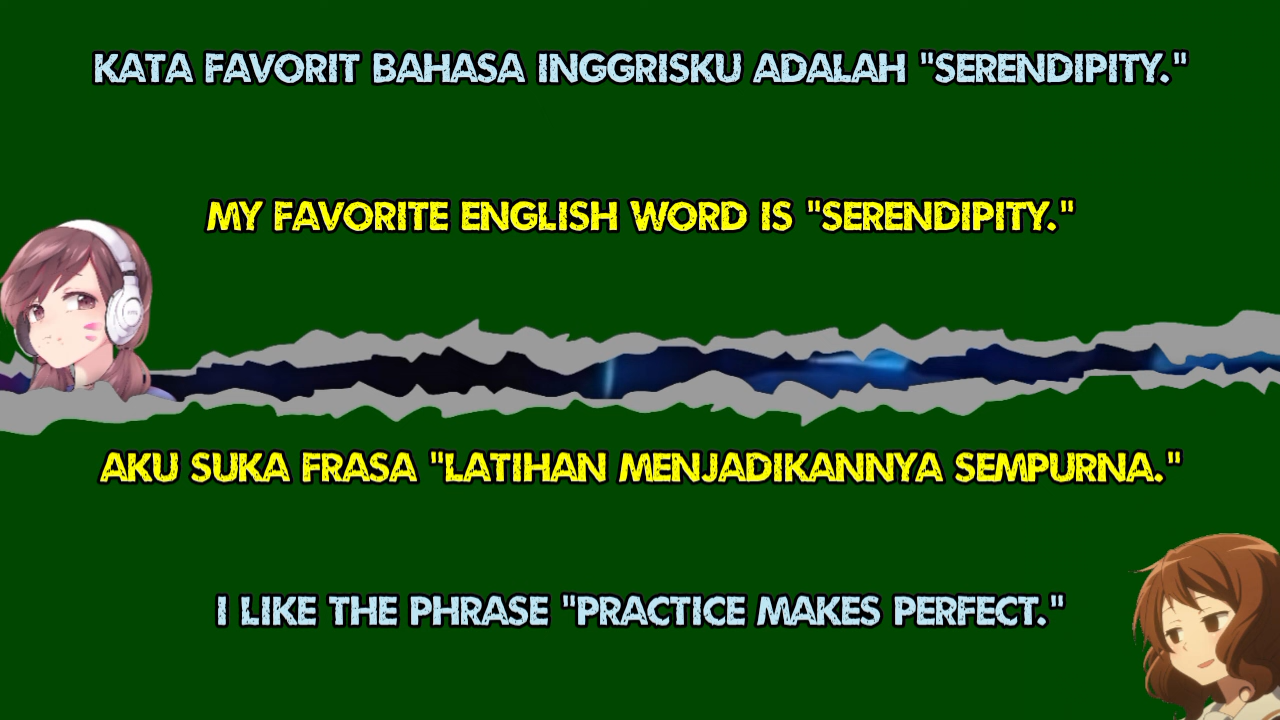 KATA FAVORIT BAHASA INGGRISKU ADALAH "SERENDIPITY."
MY FAVORITE ENGLISH WORD IS "SERENDIPITY."
AKU SUKA FRASA "LATIHAN MENJADIKANNYA SEMPURNA."
I LIKE THE PHRASE "PRACTICE MAKES PERFECT."